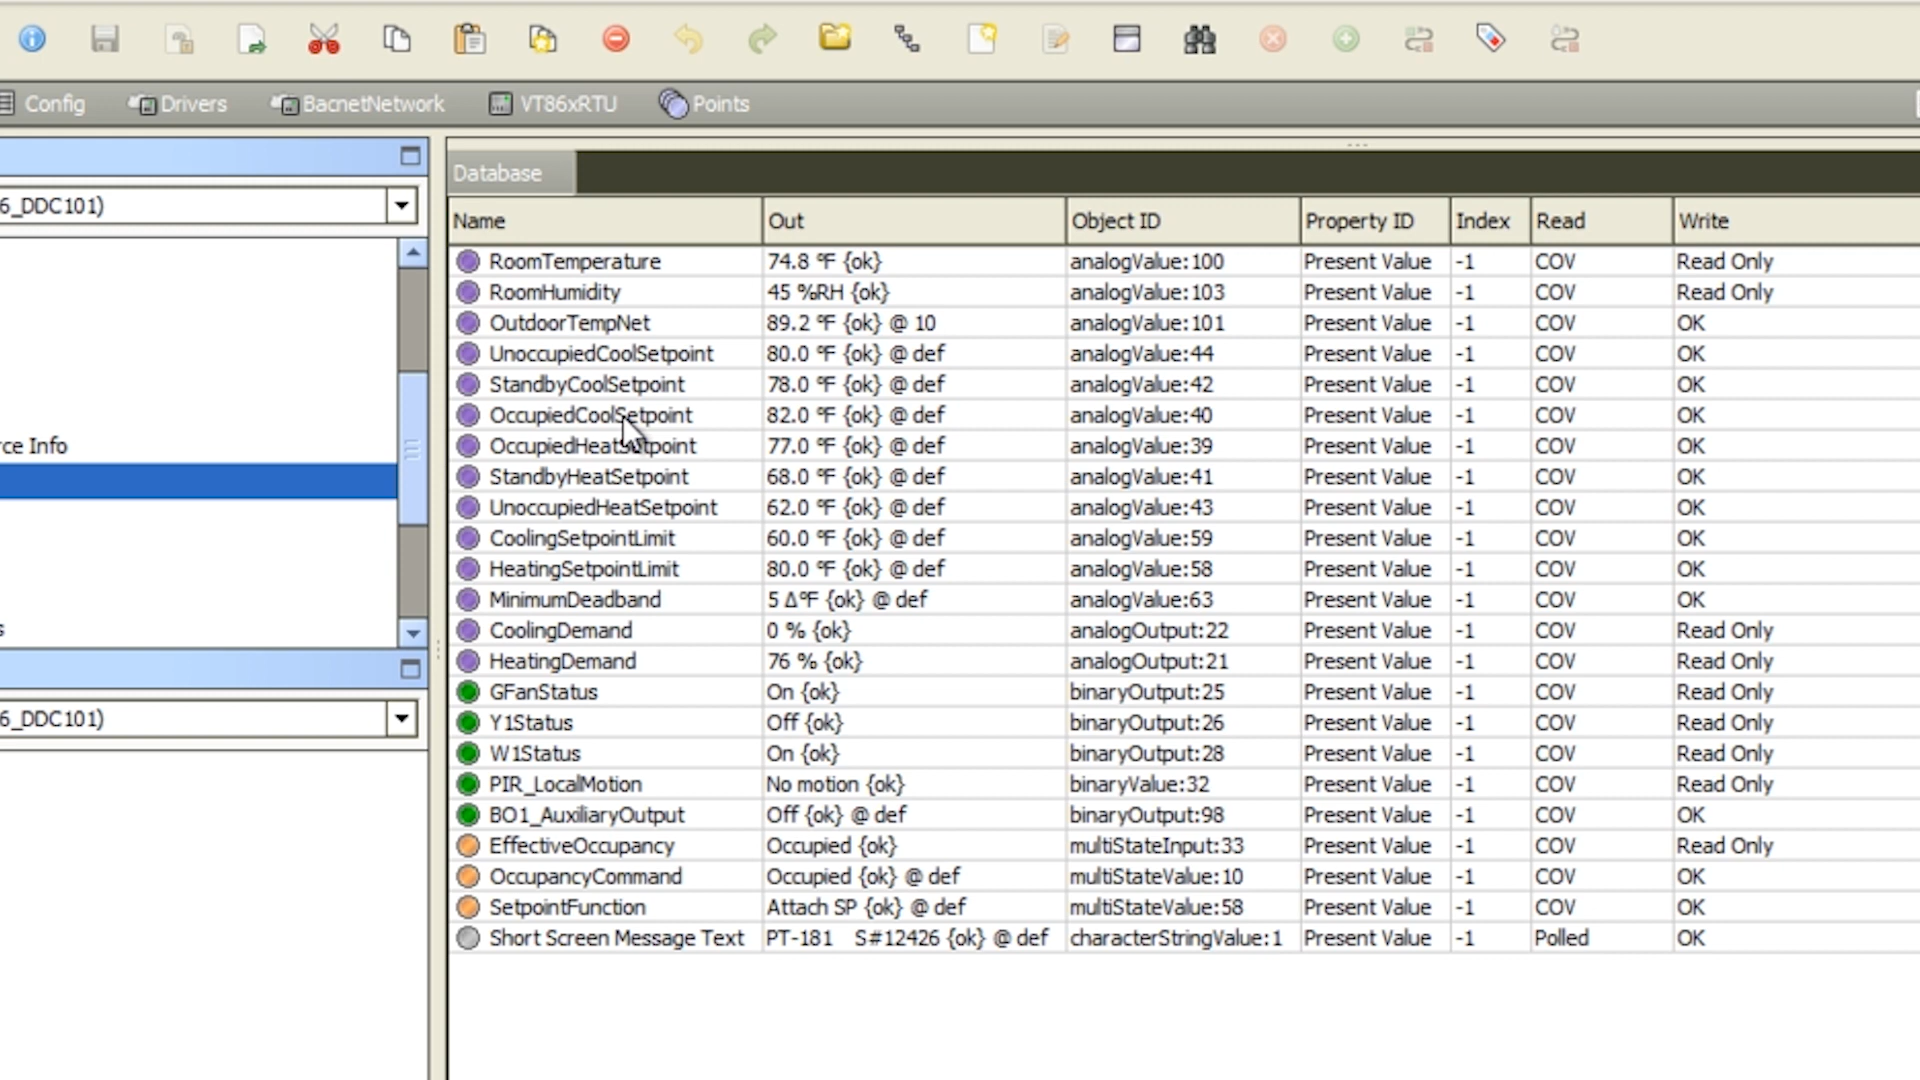 Config Drivers BacnetNetwork VT86xRTU Points
6_DDC101)
rce Info
s
6_DDC101)
Database
Name Out Object ID Property ID Index Read Write
RoomTemperature 74.8 °F {ok} analogValue:100 Present Value -1 COV Read Only
RoomHumidity 45 %RH {ok} analogValue:103 Present Value -1 COV Read Only
OutdoorTempNet 89.2 °F {ok} @ 10 analogValue:101 Present Value -1 COV OK
UnoccupiedCoolSetpoint 80.0 °F {ok} @ def analogValue:44 Present Value -1 COV OK
StandbyCoolSetpoint 78.0 °F {ok} @ def analogValue:42 Present Value -1 COV OK
OccupiedCoolSetpoint 82.0 °F {ok} @ def analogValue:40 Present Value -1 COV OK
OccupiedHeatSetpoint 77.0 °F {ok} @ def analogValue:39 Present Value -1 COV OK
StandbyHeatSetpoint 68.0 °F {ok} @ def analogValue:41 Present Value -1 COV OK
UnoccupiedHeatSetpoint 62.0 °F {ok} @ def analogValue:43 Present Value -1 COV OK
CoolingSetpointLimit 60.0 °F {ok} @ def analogValue:59 Present Value -1 COV OK
HeatingSetpointLimit 80.0 °F {ok} @ def analogValue:58 Present Value -1 COV OK
MinimumDeadband 5 Δ°F {ok} @ def analogValue:63 Present Value -1 COV OK
CoolingDemand 0 % {ok} analogOutput:22 Present Value -1 COV Read Only
HeatingDemand 76 % {ok} analogOutput:21 Present Value -1 COV Read Only
GFanStatus On {ok} binaryOutput:25 Present Value -1 COV Read Only
Y1Status Off {ok} binaryOutput:26 Present Value -1 COV Read Only
W1Status On {ok} binaryOutput:28 Present Value -1 COV Read Only
PIR_LocalMotion No motion {ok} binaryValue:32 Present Value -1 COV Read Only
BO1_AuxiliaryOutput Off {ok} @ def binaryOutput:98 Present Value -1 COV OK
EffectiveOccupancy Occupied {ok} multiStateInput:33 Present Value -1 COV Read Only
OccupancyCommand Occupied {ok} @ def multiStateValue:10 Present Value -1 COV OK
SetpointFunction Attach SP {ok} @ def multiStateValue:58 Present Value -1 COV OK
Short Screen Message Text PT-181 S#12426 {ok} @ def characterStringValue:1 Present Value -1 Polled OK